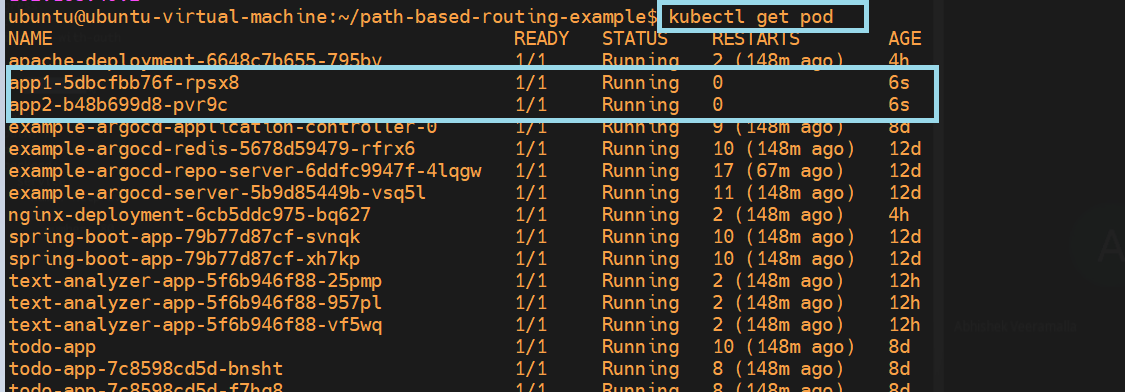 ubuntu@ubuntu-virtual-machine:~/path-based-routing-example$ kubectl get pod
NAME READY STATUS RESTARTS AGE
apache-deployment-6648c7b655-795bv 1/1 Running 2 (148m ago) 4h
app1-5dbcfbb76f-rpsx8 1/1 Running 0 6s
app2-b48b699d8-pvr9c 1/1 Running 0 6s
example-argocd-application-controller-0 1/1 Running 9 (148m ago) 8d
example-argocd-redis-5678d59479-rfrx6 1/1 Running 10 (148m ago) 12d
example-argocd-repo-server-6ddfc9947f-4lqgw 1/1 Running 17 (67m ago) 12d
example-argocd-server-5b9d85449b-vsq5l 1/1 Running 11 (148m ago) 12d
nginx-deployment-6cb5ddc975-bq627 1/1 Running 2 (148m ago) 4h
spring-boot-app-79b77d87cf-svnqk 1/1 Running 10 (148m ago) 12d
spring-boot-app-79b77d87cf-xh7kp 1/1 Running 10 (148m ago) 12d
text-analyzer-app-5f6b946f88-25pmp 1/1 Running 2 (148m ago) 12h
text-analyzer-app-5f6b946f88-957pl 1/1 Running 2 (148m ago) 12h
text-analyzer-app-5f6b946f88-vf5wq 1/1 Running 2 (148m ago) 12h
todo-app 1/1 Running 10 (148m ago) 8d
todo-app-7c8598cd5d-bnsht 1/1 Running 8 (148m ago) 8d
todo-app-7c8598cd5d-f7hg8 1/1 Running 8 (148m ago) 8d